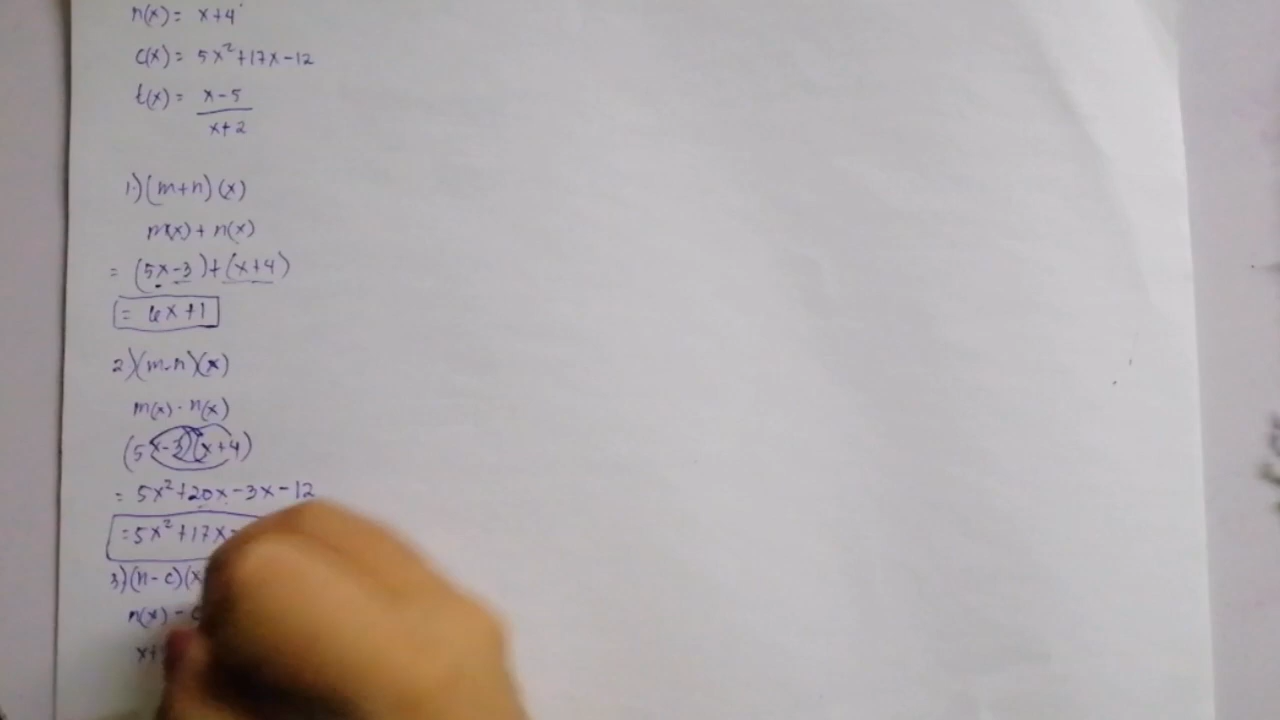 n(x) = x+4
c(x) = 5x²+17x-12
t(x) = x-5
x+2
1.) (m+n)(x)
m(x) + n(x)
= (5x-3)+(x+4)
= 6x+1
2.) (m·n)(x)
m(x) · n(x)
(5x-3)(x+4)
= 5x²+20x-3x-12
= 5x²+17x-
3) (n-c)(x
n(x) -
x+